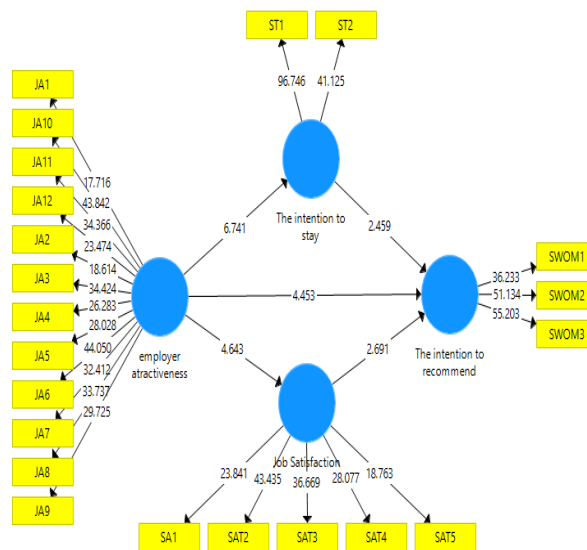 ST1
ST2
96.746
41.125
JA1
JA10
JA11
JA12
JA2
JA3
JA4
JA5
JA6
JA7
JA8
JA9
17.716
43.842
34.366
23.474
18.614
34.424
26.283
28.028
44.050
32.412
33.737
29.725
employer
atractiveness
6.741
4.453
4.643
The intention to
stay
2.459
2.691
The intention to
recommend
36.233
51.134
55.203
SWOM1
SWOM2
SWOM3
Job Satisfaction
23.841
43.435
36.669
28.077
18.763
SA1
SAT2
SAT3
SAT4
SAT5